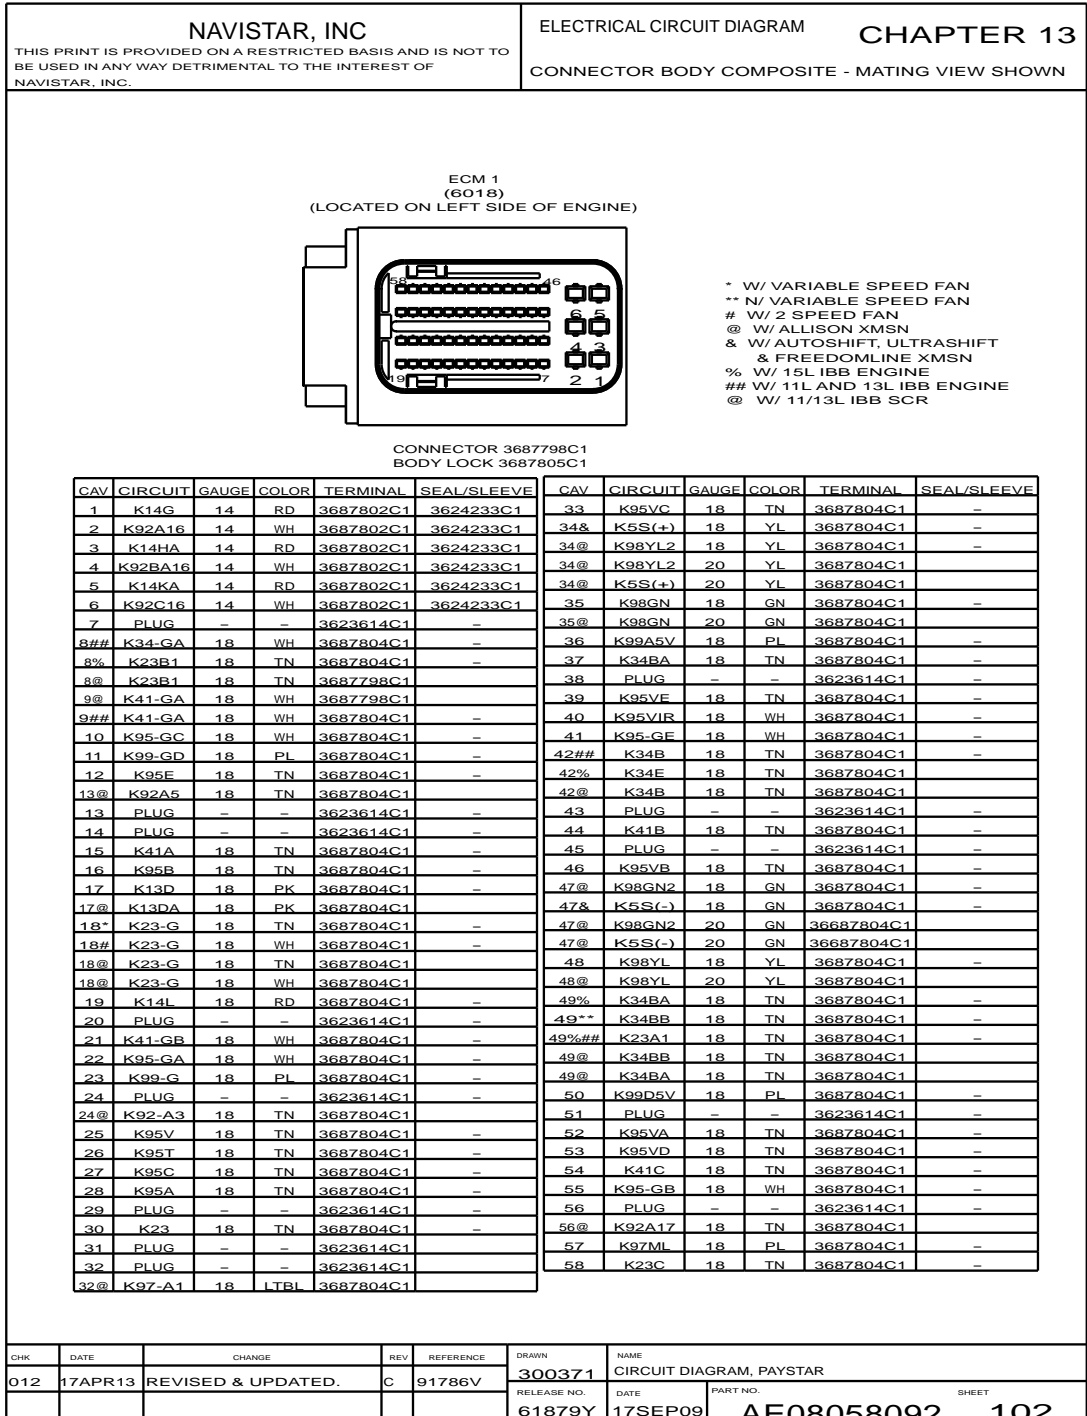 NAVISTAR, INC
THIS PRINT IS PROVIDED ON A RESTRICTED BASIS AND IS NOT TO
BE USED IN ANY WAY DETRIMENTAL TO THE INTEREST OF
NAVISTAR, INC.
ELECTRICAL CIRCUIT DIAGRAM CHAPTER 13
CONNECTOR BODY COMPOSITE - MATING VIEW SHOWN
ECM 1
(6018)
(LOCATED ON LEFT SIDE OF ENGINE)
58 46
6 5
4 3
19 7 2 1
* W/ VARIABLE SPEED FAN
** N/ VARIABLE SPEED FAN
# W/ 2 SPEED FAN
@ W/ ALLISON XMSN
& W/ AUTOSHIFT, ULTRASHIFT
& FREEDOMLINE XMSN
% W/ 15L IBB ENGINE
## W/ 11L AND 13L IBB ENGINE
@ W/ 11/13L IBB SCR
CONNECTOR 3687798C1
BODY LOCK 3687805C1
CAV CIRCUIT GAUGE COLOR TERMINAL SEAL/SLEEVE
1 K14G 14 RD 3687802C1 3624233C1
2 K92A16 14 WH 3687802C1 3624233C1
3 K14HA 14 RD 3687802C1 3624233C1
4 K92BA16 14 WH 3687802C1 3624233C1
5 K14KA 14 RD 3687802C1 3624233C1
6 K92C16 14 WH 3687802C1 3624233C1
7 PLUG – – 3623614C1 –
8## K34-GA 18 WH 3687804C1 –
8% K23B1 18 TN 3687804C1 –
8@ K23B1 18 TN 3687798C1
9@ K41-GA 18 WH 3687798C1
9## K41-GA 18 WH 3687804C1 –
10 K95-GC 18 WH 3687804C1 –
11 K99-GD 18 PL 3687804C1 –
12 K95E 18 TN 3687804C1 –
13@ K92A5 18 TN 3687804C1
13 PLUG – – 3623614C1 –
14 PLUG – – 3623614C1 –
15 K41A 18 TN 3687804C1 –
16 K95B 18 TN 3687804C1 –
17 K13D 18 PK 3687804C1 –
17@ K13DA 18 PK 3687804C1
18* K23-G 18 TN 3687804C1 –
18# K23-G 18 WH 3687804C1 –
18@ K23-G 18 TN 3687804C1
18@ K23-G 18 WH 3687804C1
19 K14L 18 RD 3687804C1 –
20 PLUG – – 3623614C1 –
21 K41-GB 18 WH 3687804C1 –
22 K95-GA 18 WH 3687804C1 –
23 K99-G 18 PL 3687804C1 –
24 PLUG – – 3623614C1 –
24@ K92-A3 18 TN 3687804C1
25 K95V 18 TN 3687804C1 –
26 K95T 18 TN 3687804C1 –
27 K95C 18 TN 3687804C1 –
28 K95A 18 TN 3687804C1 –
29 PLUG – – 3623614C1 –
30 K23 18 TN 3687804C1 –
31 PLUG – – 3623614C1
32 PLUG – – 3623614C1
32@ K97-A1 18 LTBL 3687804C1
CAV CIRCUIT GAUGE COLOR TERMINAL SEAL/SLEEVE
33 K95VC 18 TN 3687804C1 –
34& K5S(+) 18 YL 3687804C1 –
34@ K98YL2 18 YL 3687804C1 –
34@ K98YL2 20 YL 3687804C1
34@ K5S(+) 20 YL 3687804C1
35 K98GN 18 GN 3687804C1 –
35@ K98GN 20 GN 3687804C1
36 K99A5V 18 PL 3687804C1 –
37 K34BA 18 TN 3687804C1 –
38 PLUG – – 3623614C1 –
39 K95VE 18 TN 3687804C1 –
40 K95VIR 18 WH 3687804C1 –
41 K95-GE 18 WH 3687804C1 –
42## K34B 18 TN 3687804C1 –
42% K34E 18 TN 3687804C1 –
42@ K34B 18 TN 3687804C1
43 PLUG – – 3623614C1 –
44 K41B 18 TN 3687804C1 –
45 PLUG – – 3623614C1 –
46 K95VB 18 TN 3687804C1 –
47@ K98GN2 18 GN 3687804C1 –
47& K5S(-) 18 GN 3687804C1 –
47@ K98GN2 20 GN 36687804C1
47@ K5S(-) 20 GN 36687804C1
48 K98YL 18 YL 3687804C1 –
48@ K98YL 20 YL 3687804C1
49% K34BA 18 TN 3687804C1 –
49** K34BB 18 TN 3687804C1 –
49%## K23A1 18 TN 3687804C1 –
49@ K34BB 18 TN 3687804C1
49@ K34BA 18 TN 3687804C1
50 K99D5V 18 PL 3687804C1 –
51 PLUG – – 3623614C1 –
52 K95VA 18 TN 3687804C1 –
53 K95VD 18 TN 3687804C1 –
54 K41C 18 TN 3687804C1 –
55 K95-GB 18 WH 3687804C1 –
56 PLUG – – 3623614C1 –
56@ K92A17 18 TN 3687804C1
57 K97ML 18 PL 3687804C1 –
58 K23C 18 TN 3687804C1 –
CHK DATE CHANGE REV REFERENCE DRAWN NAME
012 17APR13 REVISED & UPDATED. C 91786V 300371 CIRCUIT DIAGRAM, PAYSTAR
RELEASE NO. DATE PART NO. SHEET
61879Y 17SEP09 AE08058092 102